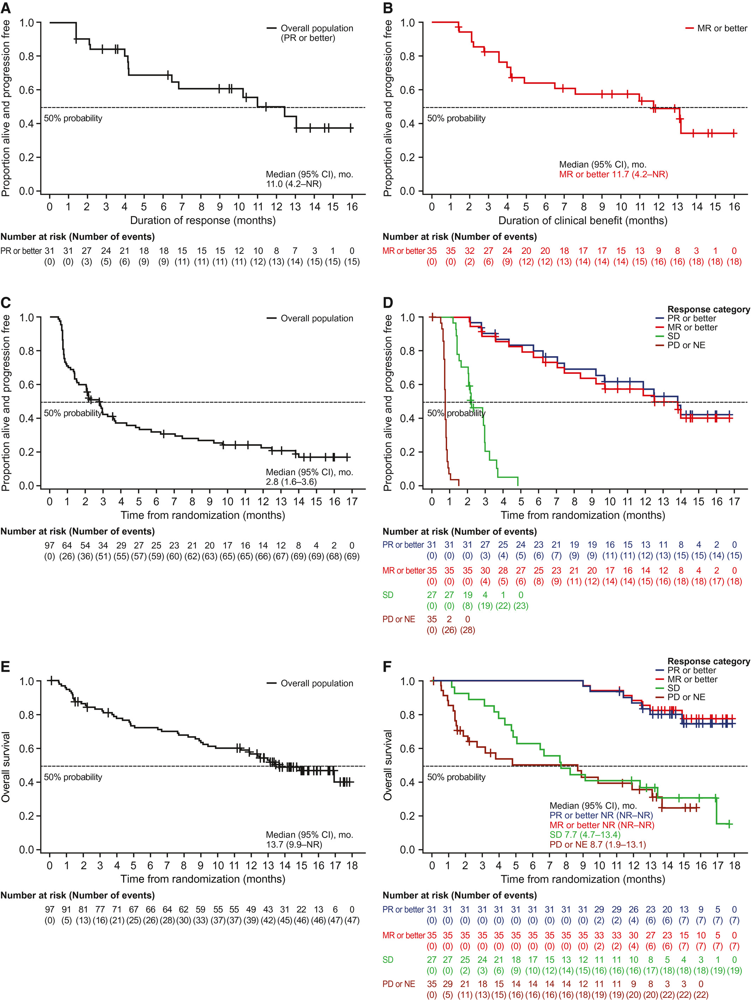 A
Proportion alive and progression free
1.0
0.8
0.6
0.4
0.2
0.0
Overall population
(PR or better)
50% probability
Median (95% CI), mo.
11.0 (4.2–NR)
0 1 2 3 4 5 6 7 8 9 10 11 12 13 14 15 16
Duration of response (months)
Number at risk (Number of events)
PR or better 31 31 27 24 21 18 18 15 15 15 12 10 8 7 3 1 0
(0) (0) (3) (5) (6) (9) (9) (11) (11) (11) (11) (12) (13) (14) (15) (15) (15)
B
Proportion alive and progression free
1.0
0.8
0.6
0.4
0.2
0.0
MR or better
50% probability
Median (95% CI), mo.
MR or better 11.7 (4.2–NR)
0 1 2 3 4 5 6 7 8 9 10 11 12 13 14 15 16
Duration of clinical benefit (months)
Number at risk (Number of events)
MR or better 35 35 32 27 24 20 20 18 17 17 15 13 9 8 3 1 0
(0) (0) (2) (6) (9) (12) (12) (13) (14) (14) (14) (15) (16) (16) (18) (18) (18)
C
Proportion alive and progression free
1.0
0.8
0.6
0.4
0.2
0.0
Overall population
50% probability
Median (95% CI), mo.
2.8 (1.6–3.6)
0 1 2 3 4 5 6 7 8 9 10 11 12 13 14 15 16 17
Time from randomization (months)
Number at risk (Number of events)
97 64 54 34 29 27 25 23 21 20 17 16 14 12 8 4 2 0
(0) (26) (36) (51) (55) (57) (59) (60) (62) (63) (65) (65) (66) (67) (69) (69) (68) (69)
D
Proportion alive and progression free
1.0
0.8
0.6
0.4
0.2
0.0
Response category
PR or better
MR or better
SD
PD or NE
50% probability
0 1 2 3 4 5 6 7 8 9 10 11 12 13 14 15 16 17
Time from randomization (months)
Number at risk (Number of events)
PR or better 31 31 31 27 25 24 23 21 19 19 16 15 13 11 8 4 2 0
(0) (0) (0) (3) (4) (5) (6) (7) (9) (9) (11) (11) (12) (13) (15) (15) (14) (15)
MR or better 35 35 35 30 28 27 25 23 21 20 17 16 14 12 8 4 2 0
(0) (0) (0) (4) (5) (6) (8) (9) (11) (12) (14) (14) (15) (16) (18) (18) (17) (18)
SD 27 27 19 4 1 0
(0) (0) (8) (19) (22) (23)
PD or NE 35 2 0
(0) (26) (28)
E
Overall survival
1.0
0.8
0.6
0.4
0.2
0.0
Overall population
50% probability
Median (95% CI), mo.
13.7 (9.9–NR)
0 1 2 3 4 5 6 7 8 9 10 11 12 13 14 15 16 17 18
Time from randomization (months)
Number at risk (Number of events)
97 91 81 77 71 67 66 64 62 59 55 55 49 43 31 22 13 6 0
(0) (5) (13) (16) (21) (25) (26) (28) (30) (33) (37) (37) (39) (42) (45) (46) (46) (47) (47)
F
Overall survival
1.0
0.8
0.6
0.4
0.2
0.0
Response category
PR or better
MR or better
SD
PD or NE
50% probability
Median (95% CI), mo.
PR or better NR (NR–NR)
MR or better NR (NR–NR)
SD 7.7 (4.7–13.4)
PD or NE 8.7 (1.9–13.1)
0 1 2 3 4 5 6 7 8 9 10 11 12 13 14 15 16 17 18
Time from randomization (months)
Number at risk (Number of events)
PR or better 31 31 31 31 31 31 31 31 31 31 29 29 26 23 20 13 9 5 0
(0) (0) (0) (0) (0) (0) (0) (0) (0) (0) (2) (2) (4) (6) (6) (7) (7) (7) (7)
MR or better 35 35 35 35 35 35 35 35 35 35 33 33 30 27 23 15 10 5 0
(0) (0) (0) (0) (0) (0) (0) (0) (0) (0) (2) (2) (4) (6) (6) (7) (7) (7) (7)
SD 27 27 25 24 21 18 17 15 13 12 11 11 10 8 5 4 3 1 0
(0) (0) (2) (3) (6) (9) (10) (12) (14) (15) (16) (16) (16) (17) (18) (18) (18) (19) (19)
PD or NE 35 29 21 18 15 14 14 14 14 12 11 11 9 8 3 3 0
(0) (5) (11) (13) (15) (16) (16) (16) (16) (18) (19) (19) (20) (20) (22) (22) (22)